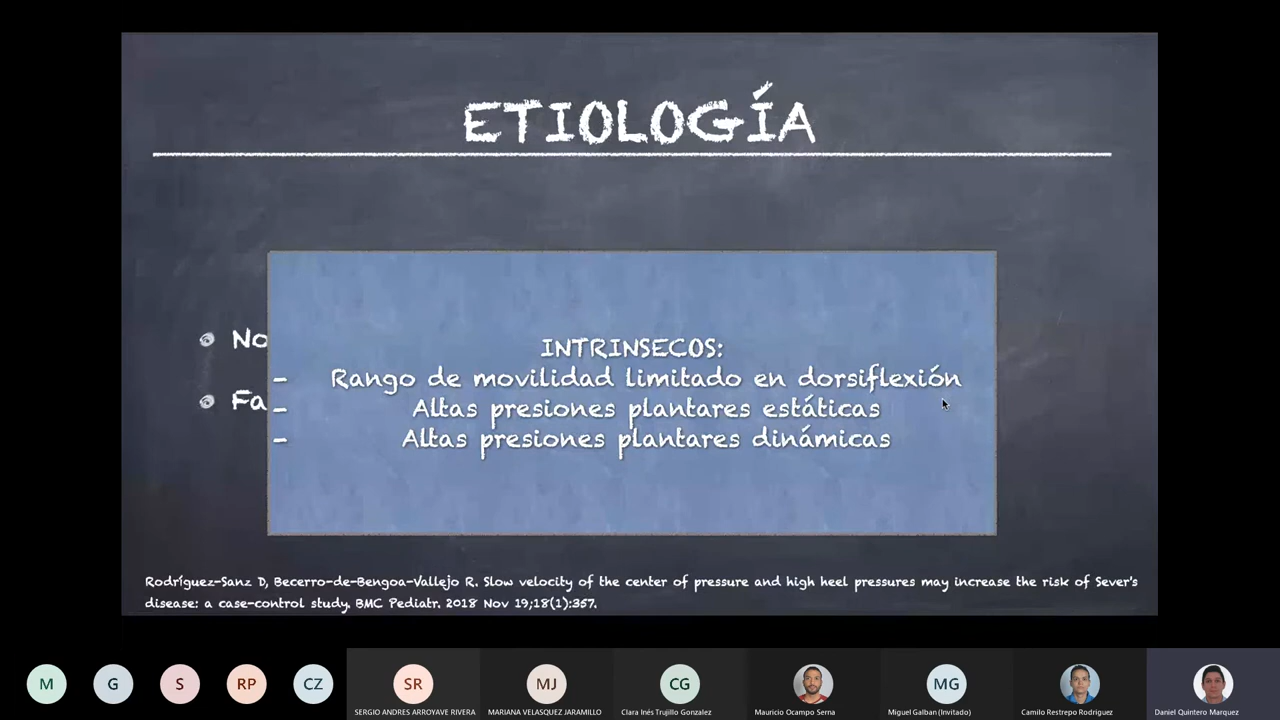 ETIOLOGÍA
No
Fa
INTRINSECOS:
- Rango de movilidad limitado en dorsiflexión
- Altas presiones plantares estáticas
- Altas presiones plantares dinámicas
Rodríguez-Sanz D, Becerro-de-Bengoa-Vallejo R. Slow velocity of the center of pressure and high heel pressures may increase the risk of Sever's
disease: a case-control study. BMC Pediatr. 2018 Nov 19;18(1):357.
M G S RP CZ SR MJ CG MG
SERGIO ANDRES ARROYAVE RIVERA MARIANA VELASQUEZ JARAMILLO Clara Inés Trujillo Gonzalez Mauricio Ocampo Serna Miguel Galban (Invitado) Camilo Restrepo Rodriguez Daniel Quintero Marquez